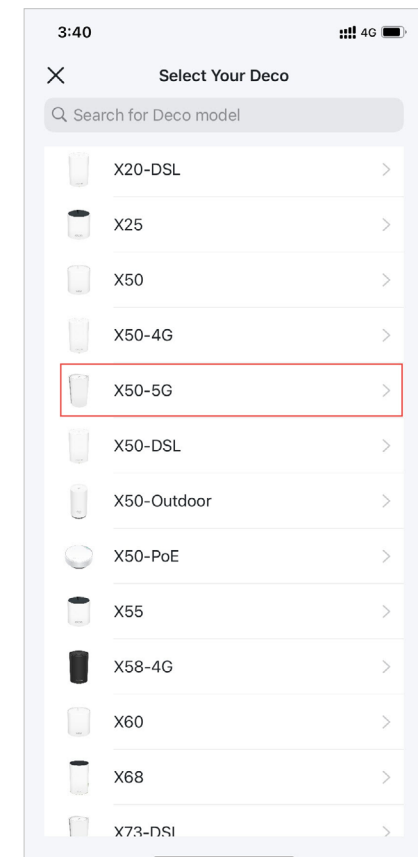 3:40
4G
Select Your Deco
Search for Deco model
X20-DSL
X25
X50
X50-4G
X50-5G
X50-DSL
X50-Outdoor
X50-PoE
X55
X58-4G
X60
X68
X73-DSL